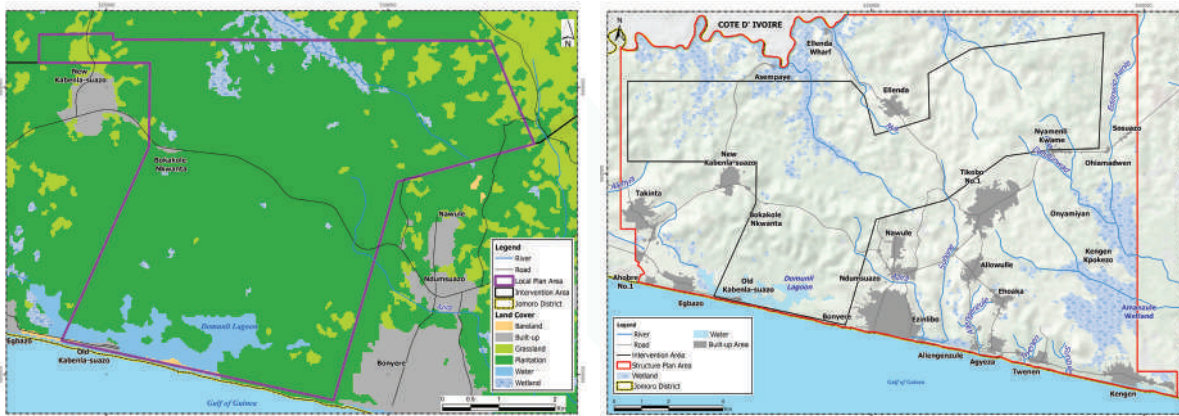 N
New
Kabenla-suazo
Bokakole
Nkwanta
Nawule
Ndumsuazo
Domunli Lagoon
Old
Kabenla-suazo
Bonyere
Gulf of Guinea
Legend
River
Road
Local Plan Area
Intervention Area
Jomoro District
Land Cover
Bareland
Built-up
Grassland
Plantation
Water
Wetland
N
COTE D' IVOIRE
Ellenda
Wharf
Asempaye
Ellenda
Nyamenli
Kwame
Sosuazo
Ohiamadwen
New
Kabenla-suazo
Tikobo
No.1
Takinta
Bokakole
Nkwanta
Onyamiyan
Nawule
Kengen
Kpokezo
Allowulle
Domunli
Lagoon
Ndumsuazo
Ahobre
No.1
Old
Kabenla-suazo
Egbazo
Ehoaka
Amanzule
Wetland
Bonyere
Ezinlibo
Allengenzule
Agyeza
Twenen
Kengen
Gulf of Guinea
Legend
River
Water
Road
Built-up Area
Intervention Area
Structure Plan Area
Wetland
Jomoro District